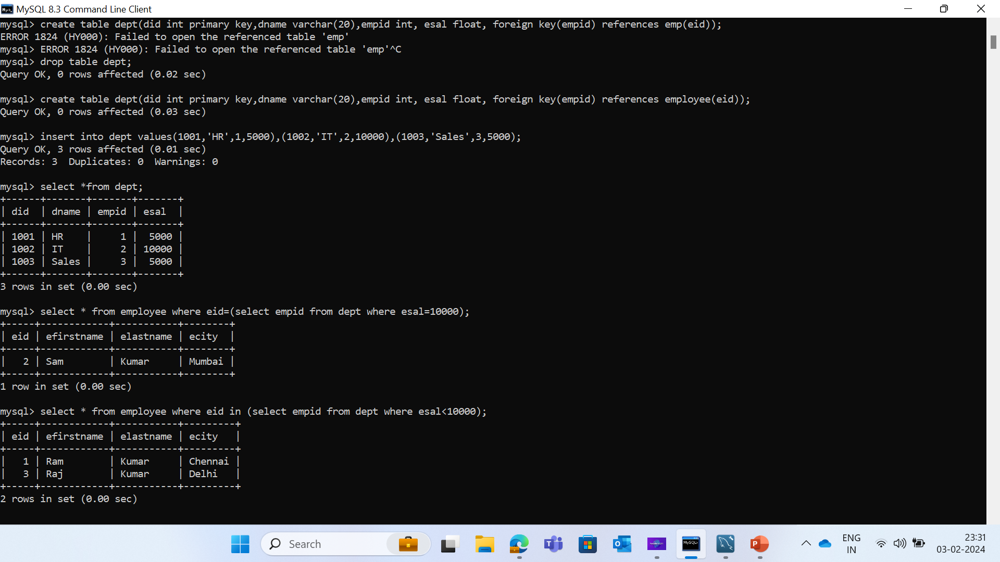 MySQL 8.3 Command Line Client
mysql> create table dept(did int primary key,dname varchar(20),empid int, esal float, foreign key(empid) references emp(eid));
ERROR 1824 (HY000): Failed to open the referenced table 'emp'
mysql> ERROR 1824 (HY000): Failed to open the referenced table 'emp'^C
mysql> drop table dept;
Query OK, 0 rows affected (0.02 sec)
mysql> create table dept(did int primary key,dname varchar(20),empid int, esal float, foreign key(empid) references employee(eid));
Query OK, 0 rows affected (0.03 sec)
mysql> insert into dept values(1001,'HR',1,5000),(1002,'IT',2,10000),(1003,'Sales',3,5000);
Query OK, 3 rows affected (0.01 sec)
Records: 3  Duplicates: 0  Warnings: 0
mysql> select *from dept;
+------+-------+-------+-------+
| did  | dname | empid | esal  |
+------+-------+-------+-------+
| 1001 | HR    |     1 |  5000 |
| 1002 | IT    |     2 | 10000 |
| 1003 | Sales |     3 |  5000 |
+------+-------+-------+-------+
3 rows in set (0.00 sec)
mysql> select * from employee where eid=(select empid from dept where esal=10000);
+-----+------------+-----------+--------+
| eid | efirstname | elastname | ecity  |
+-----+------------+-----------+--------+
|   2 | Sam        | Kumar     | Mumbai |
+-----+------------+-----------+--------+
1 row in set (0.00 sec)
mysql> select * from employee where eid in (select empid from dept where esal<10000);
+-----+------------+-----------+---------+
| eid | efirstname | elastname | ecity   |
+-----+------------+-----------+---------+
|   1 | Ram        | Kumar     | Chennai |
|   3 | Raj        | Kumar     | Delhi   |
+-----+------------+-----------+---------+
2 rows in set (0.00 sec)
Search
ENG
IN
23:31
03-02-2024